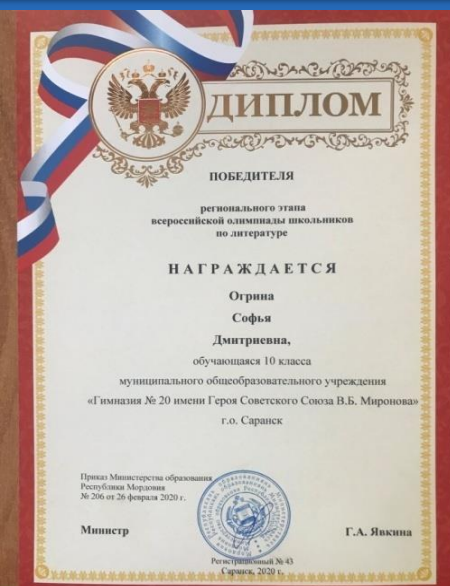 ДИПЛОМ
ПОБЕДИТЕЛЯ
регионального этапа
всероссийской олимпиады школьников
по литературе
НАГРАЖДАЕТСЯ
Огрина
Софья
Дмитриевна,
обучающаяся 10 класса
муниципального общеобразовательного учреждения
«Гимназия № 20 имени Героя Советского Союза В.Б. Миронова»
г.о. Саранск
Приказ Министерства образования
Республики Мордовия
№ 206 от 26 февраля 2020 г.
Министр
Г.А. Явкина
Регистрационный № 43
Саранск, 2020 г.